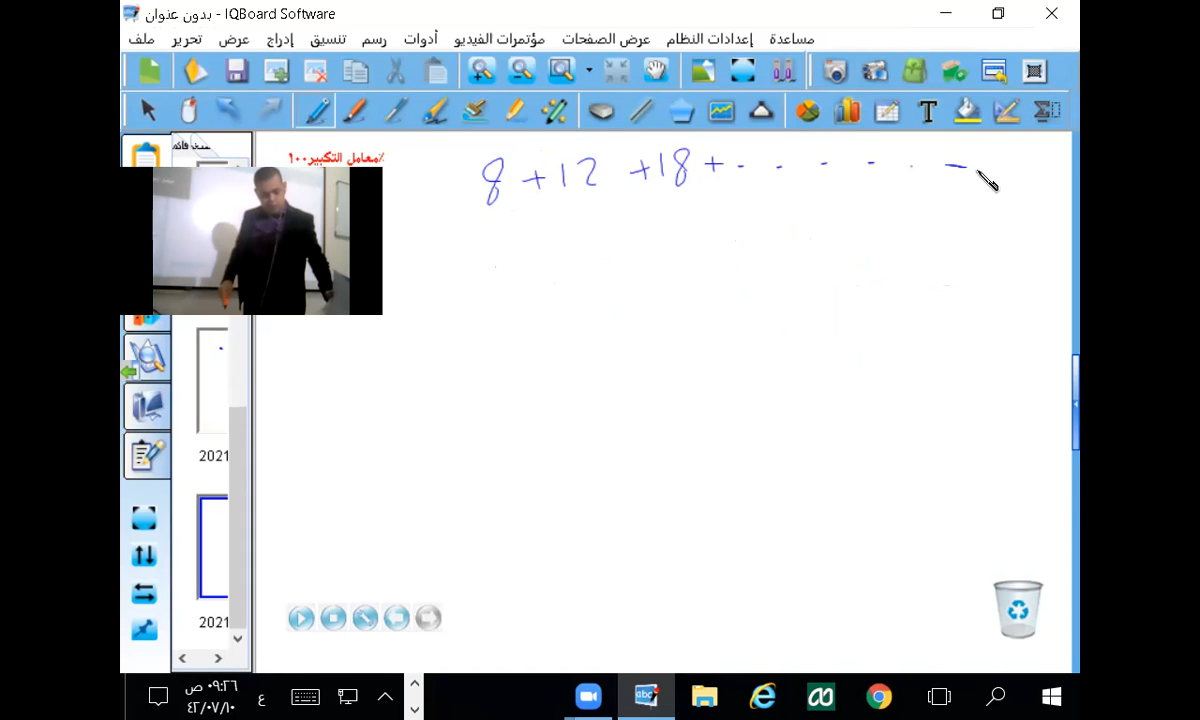 بدون عنوان - IQBoard Software
ملف تحرير عرض إدراج تنسيق رسم أدوات مؤتمرات الفيديو عرض الصفحات إعدادات النظام مساعدة
معامل التكبير١٠٠٪
8 + 12 + 18 + - - - - . -
2021
2021
T
abc
ع
٠٩:٢٦ ص
٤٢/٠٧/١٠